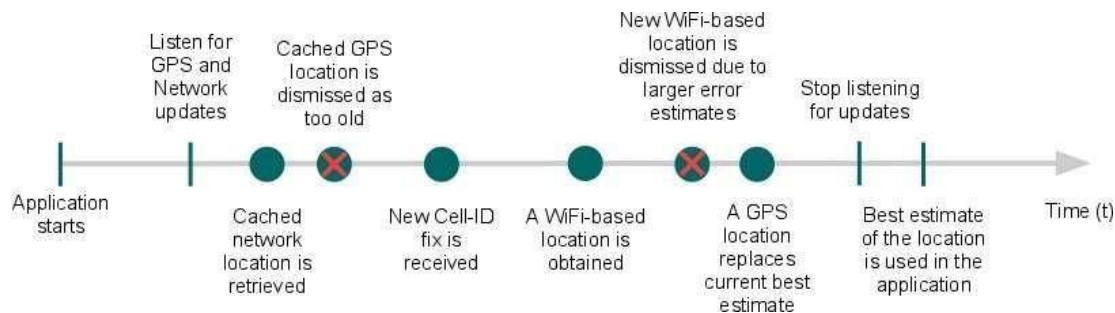 Listen for
GPS and
Network
updates
Cached GPS
location is
dismissed as
too old
New WiFi-based
location is
dismissed due to
larger error
estimates
Stop listening
for updates
Application
starts
Cached
network
location is
retrieved
New Cell-ID
fix is
received
A WiFi-based
location is
obtained
A GPS
location
replaces
current best
estimate
Best estimate
of the location
is used in the
application
Time (t)